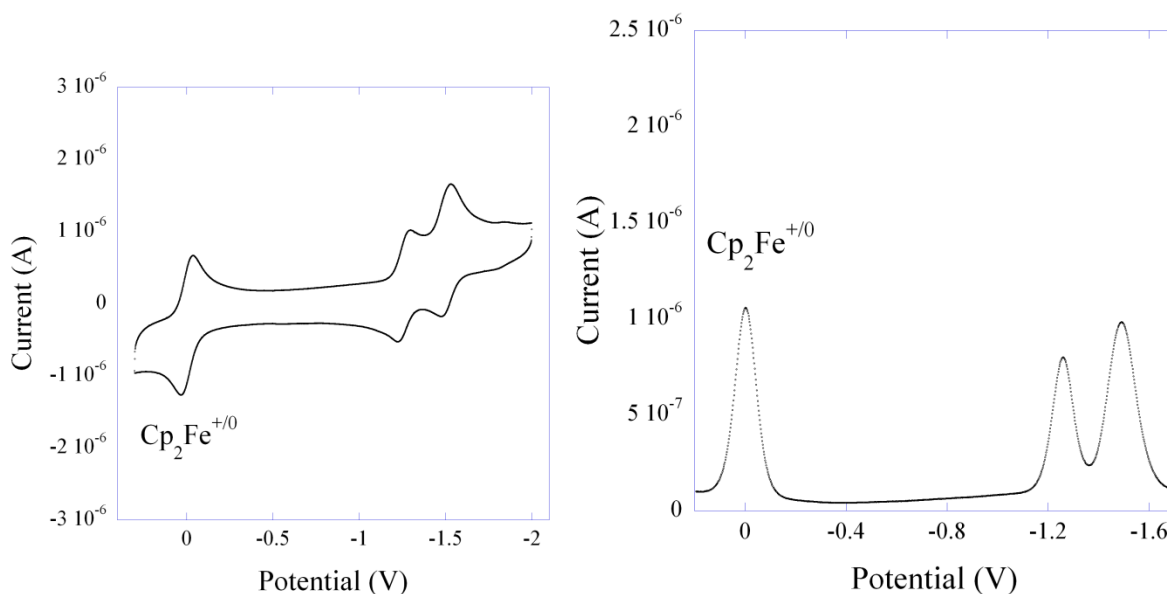 3 10⁻⁶
2 10⁻⁶
1 10⁻⁶
0
-1 10⁻⁶
-2 10⁻⁶
-3 10⁻⁶
Current (A)
Cp₂Fe⁺ᐟ⁰
0 -0.5 -1 -1.5 -2
Potential (V)
2.5 10⁻⁶
2 10⁻⁶
1.5 10⁻⁶
1 10⁻⁶
5 10⁻⁷
0
Current (A)
Cp₂Fe⁺ᐟ⁰
0 -0.4 -0.8 -1.2 -1.6
Potential (V)